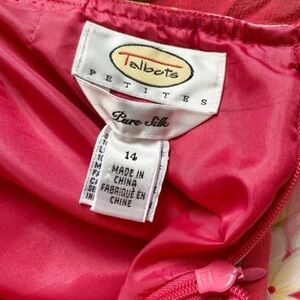 Talbots
PETITES
Pure Silk
14
MADE IN
CHINA
FABRIQUÉ EN
CHINE